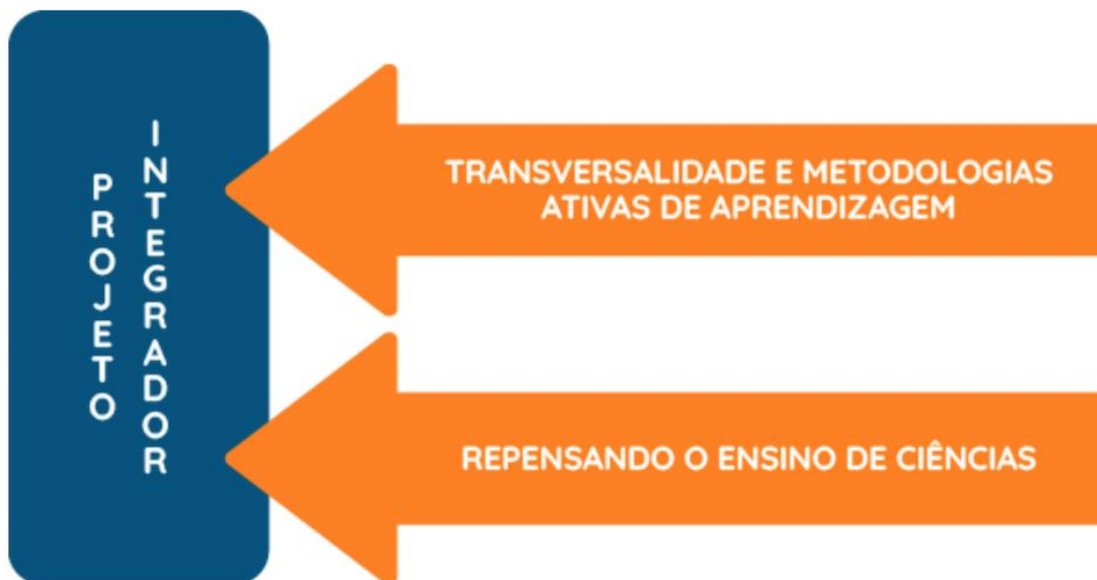 PROJETO
INTEGRADOR
TRANSVERSALIDADE E METODOLOGIAS
ATIVAS DE APRENDIZAGEM
REPENSANDO O ENSINO DE CIÊNCIAS